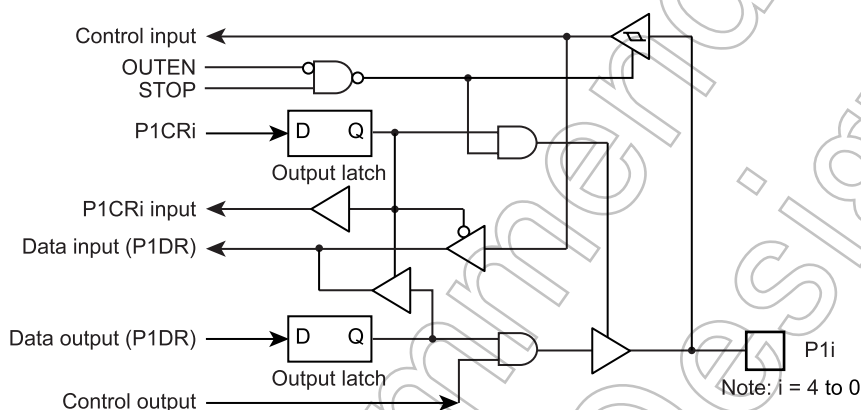 Control input
OUTEN
STOP
P1CRi
D Q
Output latch
P1CRi input
Data input (P1DR)
Data output (P1DR)
D Q
Output latch
P1i
Note: i = 4 to 0
Control output